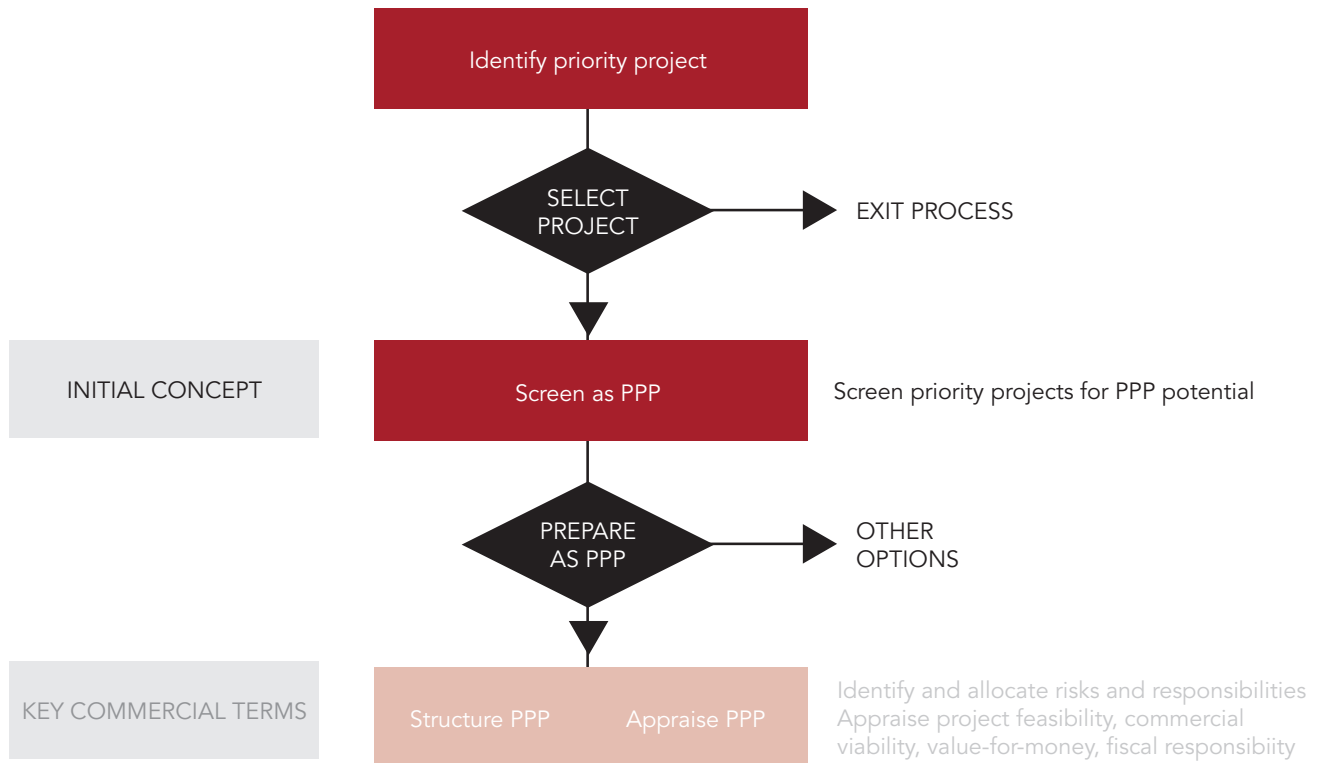 Identify priority project
SELECT
PROJECT
EXIT PROCESS
INITIAL CONCEPT
Screen as PPP
Screen priority projects for PPP potential
PREPARE
AS PPP
OTHER
OPTIONS
KEY COMMERCIAL TERMS
Structure PPP
Appraise PPP
Identify and allocate risks and responsibilities
Appraise project feasibility, commercial
viability, value-for-money, fiscal responsibiity